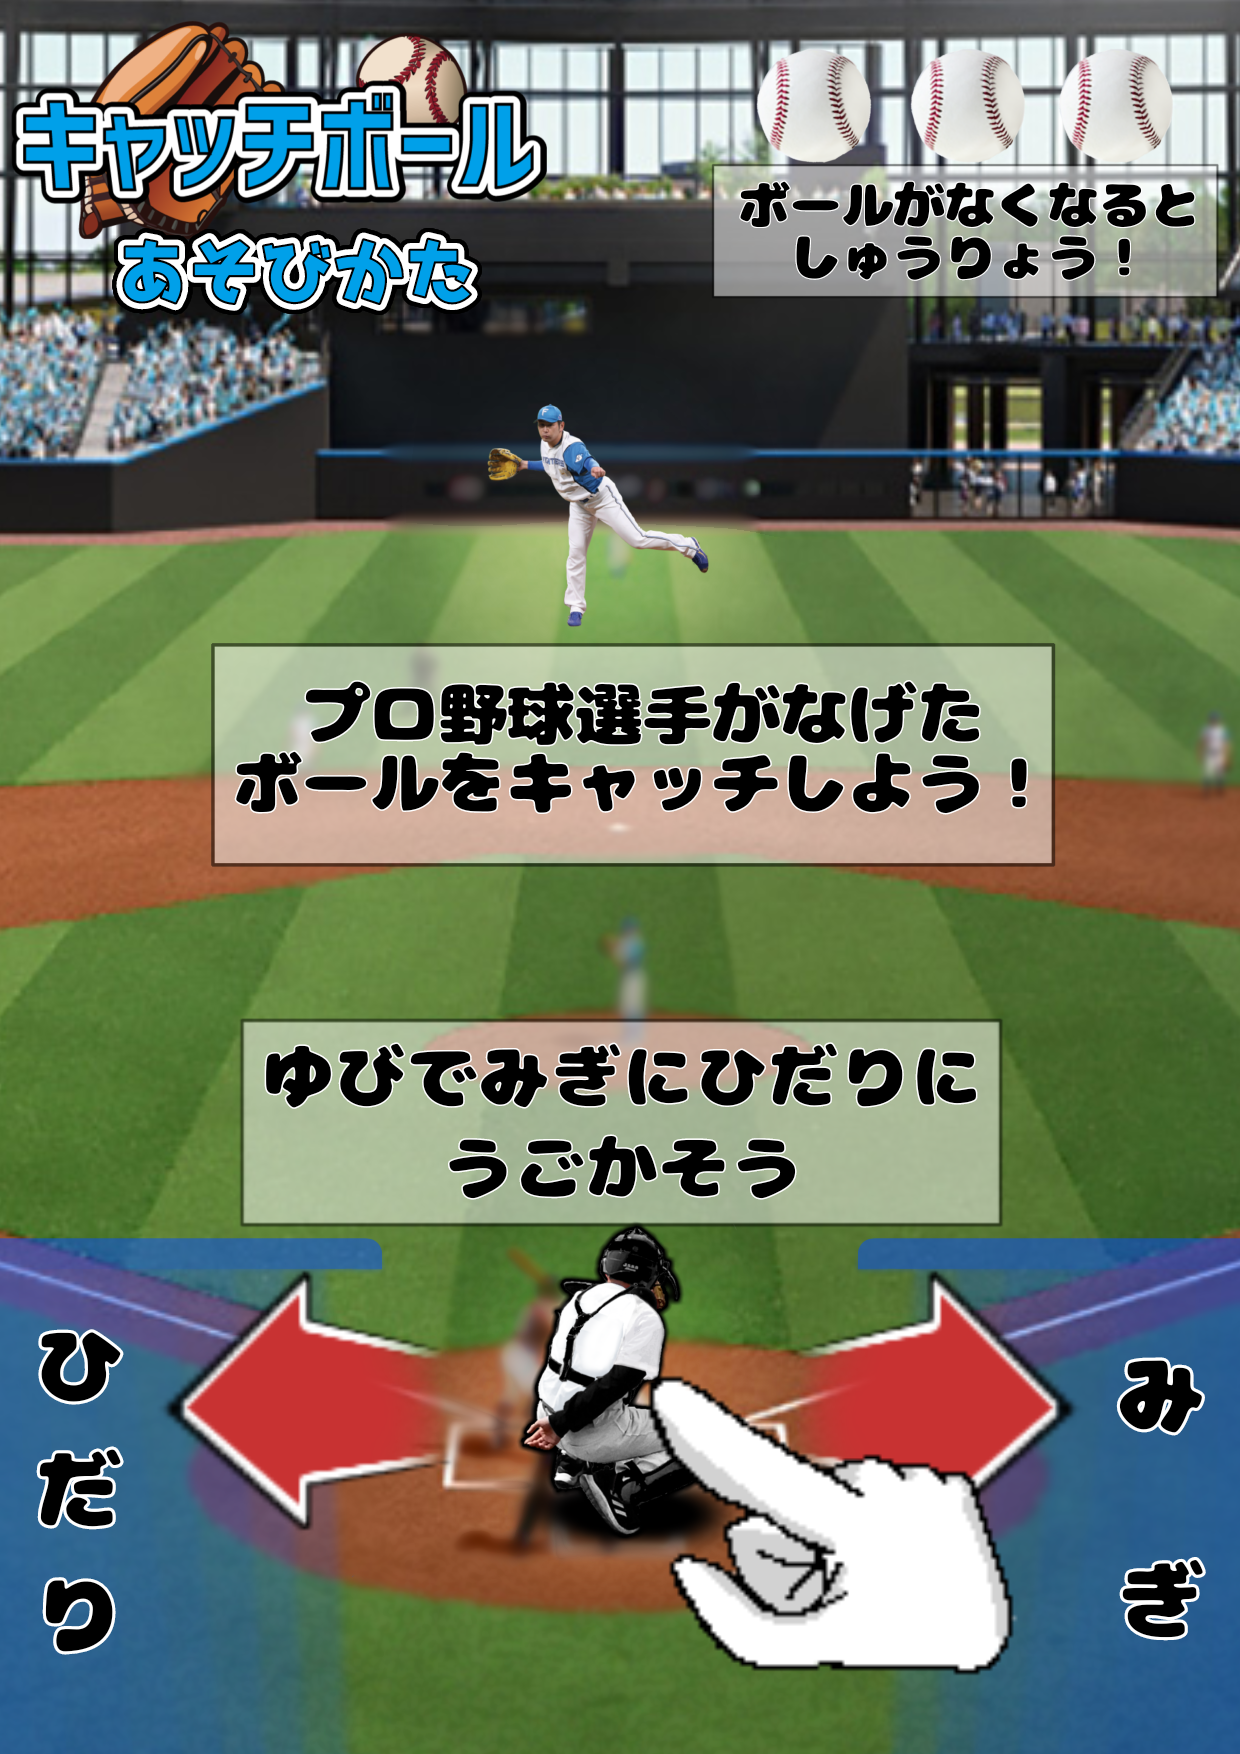 キャッチボール
あそびかた
ボールがなくなると
しゅうりょう！
プロ野球選手がなげた
ボールをキャッチしよう！
ゆびでみぎにひだりに
うごかそう
ひだり
みぎ